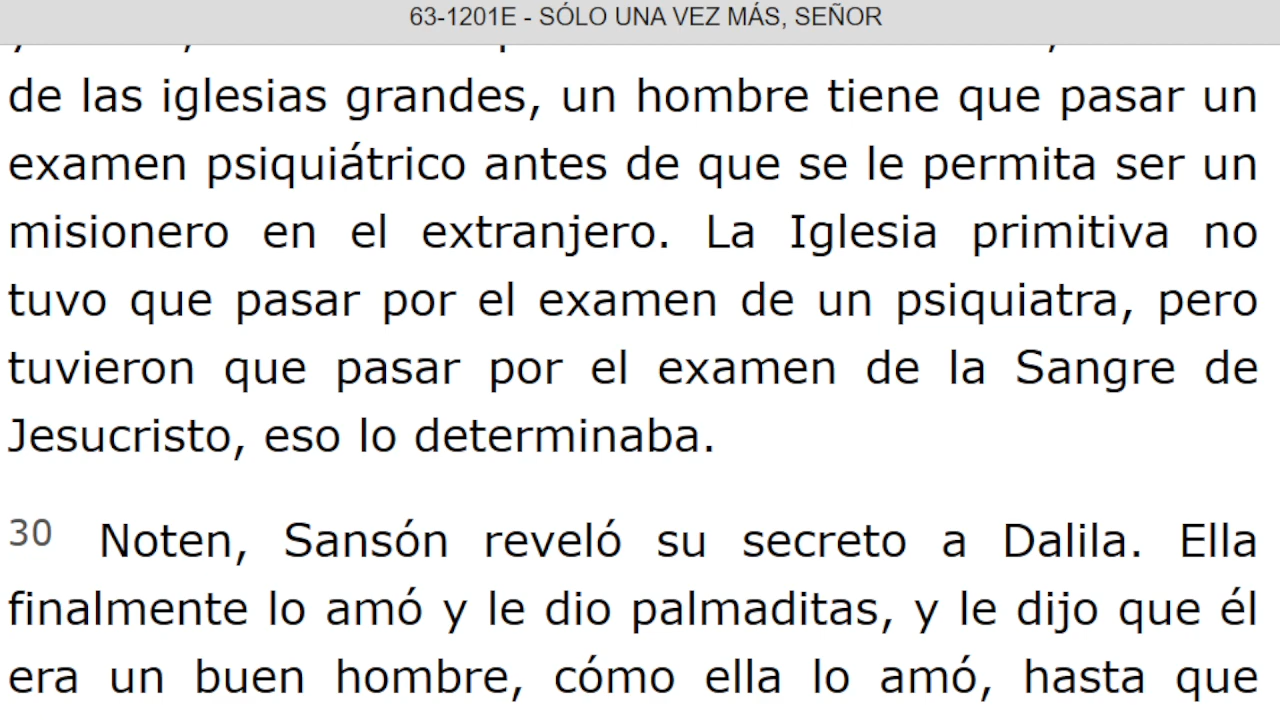 63-1201E - SÓLO UNA VEZ MÁS, SEÑOR
de las iglesias grandes, un hombre tiene que pasar un
examen psiquiátrico antes de que se le permita ser un
misionero en el extranjero. La Iglesia primitiva no
tuvo que pasar por el examen de un psiquiatra, pero
tuvieron que pasar por el examen de la Sangre de
Jesucristo, eso lo determinaba.
30 Noten, Sansón reveló su secreto a Dalila. Ella
finalmente lo amó y le dio palmaditas, y le dijo que él
era un buen hombre, cómo ella lo amó, hasta que